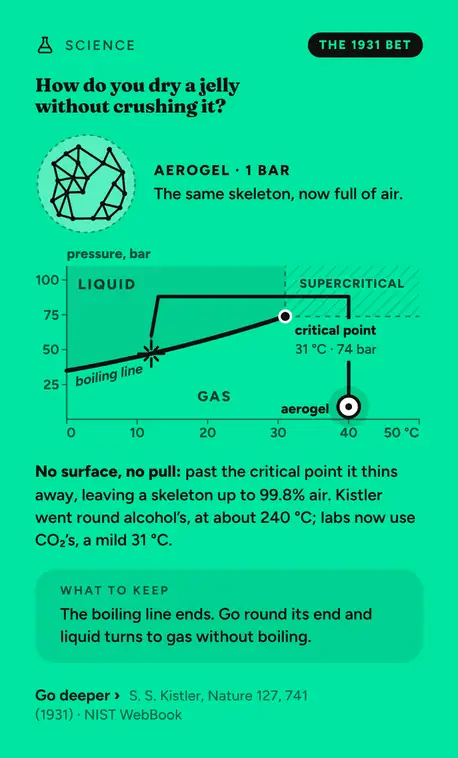 SCIENCE
THE 1931 BET
How do you dry a jelly
without crushing it?
AEROGEL · 1 BAR
The same skeleton, now full of air.
pressure, bar
100
LIQUID
SUPERCRITICAL
75
critical point
31 °C · 74 bar
50
boiling line
25
GAS
aerogel
0
10
20
30
40
50 °C
No surface, no pull: past the critical point it thins
away, leaving a skeleton up to 99.8% air. Kistler
went round alcohol’s, at about 240 °C; labs now use
CO₂’s, a mild 31 °C.
WHAT TO KEEP
The boiling line ends. Go round its end and
liquid turns to gas without boiling.
Go deeper › S. S. Kistler, Nature 127, 741
(1931) · NIST WebBook